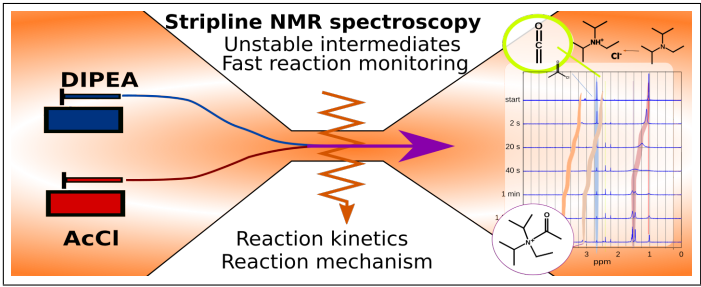 Stripline NMR spectroscopy
Unstable intermediates
Fast reaction monitoring
DIPEA
AcCl
Reaction kinetics
Reaction mechanism
O
C
NH⁺
Cl⁻
N
start
2 s
20 s
40 s
1 min
3
2
1
0
ppm
O
N⁺